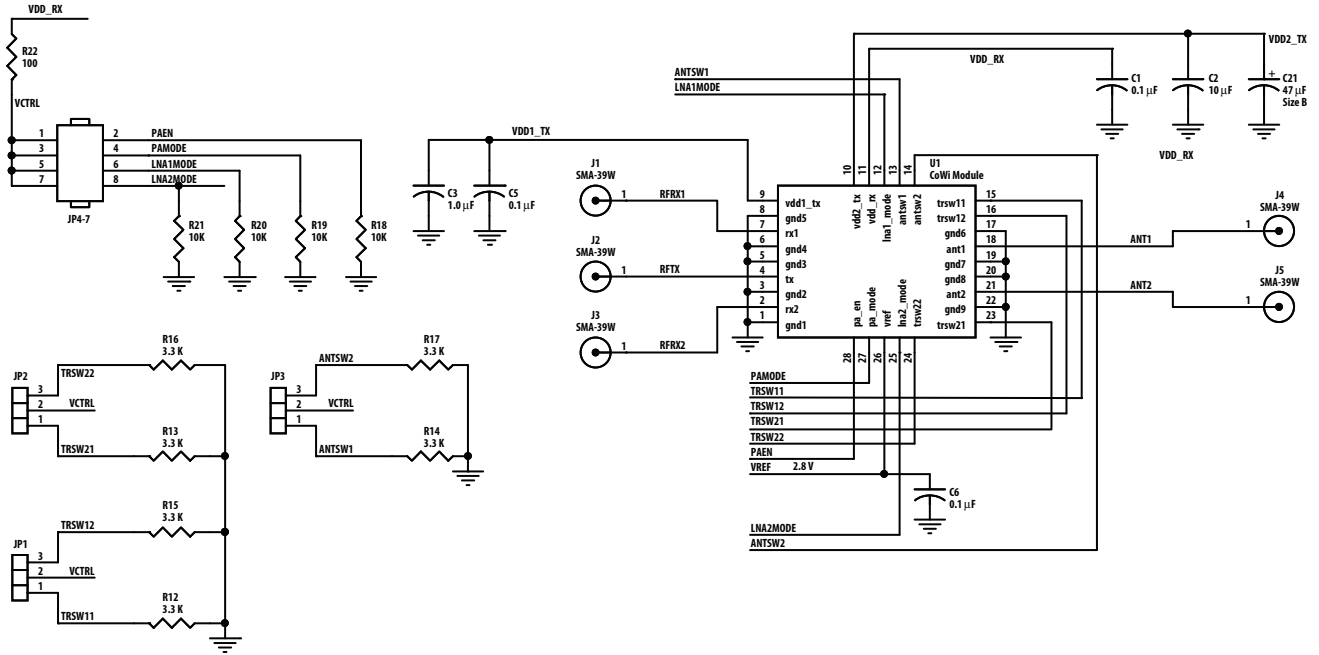 VDD_RX
R22
100
VCTRL
1
3
5
7
2
4
6
8
PAEN
PAMODE
LNA1MODE
LNA2MODE
JP4-7
R21
10K
R20
10K
R19
10K
R18
10K
VDD1_TX
C3
1.0 µF
C5
0.1 µF
ANTSW1
LNA1MODE
VDD_RX
VDD2_TX
C1
0.1 µF
C2
10 µF
+
C21
47 µF
Size B
VDD_RX
J1
SMA-39W
1
RFRX1
J2
SMA-39W
1
RFTX
J3
SMA-39W
1
RFRX2
U1
CoWi Module
10
11
12
13
14
vdd2_tx
vdd_rx
lna1_mode
antsw1
antsw2
9
vdd1_tx
8
gnd5
7
rx1
6
gnd4
5
gnd3
4
tx
3
gnd2
2
rx2
1
gnd1
15
trsw11
16
trsw12
17
gnd6
18
ant1
19
gnd7
20
gnd8
21
ant2
22
gnd9
23
trsw21
pa_en
pa_mode
vref
lna2_mode
trsw22
28
27
26
25
24
ANT1
1
J4
SMA-39W
ANT2
1
J5
SMA-39W
PAMODE
TRSW11
TRSW12
TRSW21
TRSW22
PAEN
VREF 2.8 V
C6
0.1 µF
LNA2MODE
ANTSW2
JP2
3
2
1
TRSW22
VCTRL
TRSW21
R16
3.3 K
R13
3.3 K
JP3
3
2
1
ANTSW2
VCTRL
ANTSW1
R17
3.3 K
R14
3.3 K
JP1
3
2
1
TRSW12
VCTRL
TRSW11
R15
3.3 K
R12
3.3 K